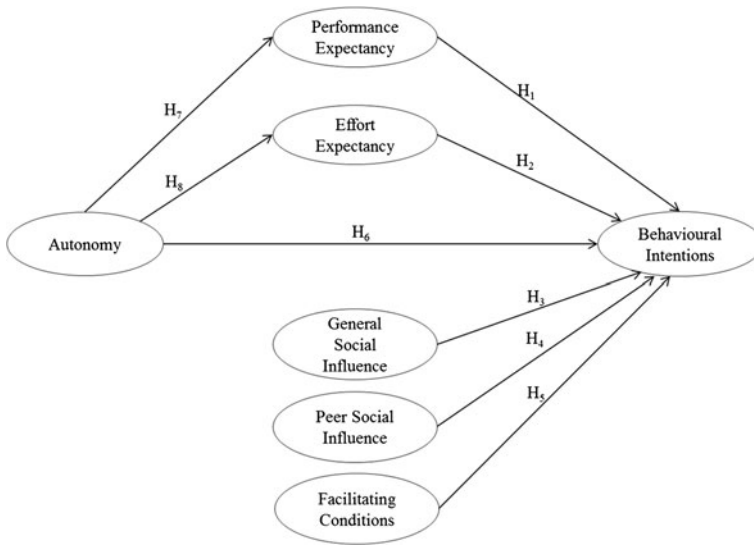 Performance
Expectancy
H₁
H₇
Effort
Expectancy
H₂
H₈
Autonomy
H₆
Behavioural
Intentions
H₃
General
Social
Influence
H₄
H₅
Peer Social
Influence
Facilitating
Conditions